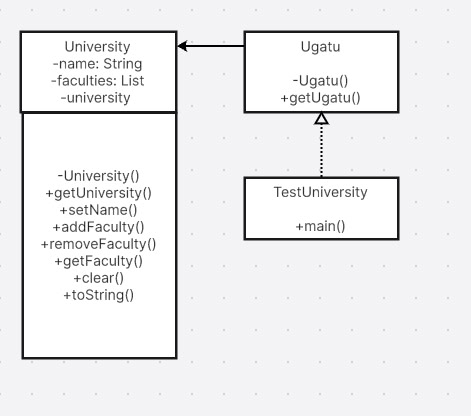 University
-name: String
-faculties: List
-university
-University()
+getUniversity()
+setName()
+addFaculty()
+removeFaculty()
+getFaculty()
+clear()
+toString()
Ugatu
-Ugatu()
+getUgatu()
TestUniversity
+main()